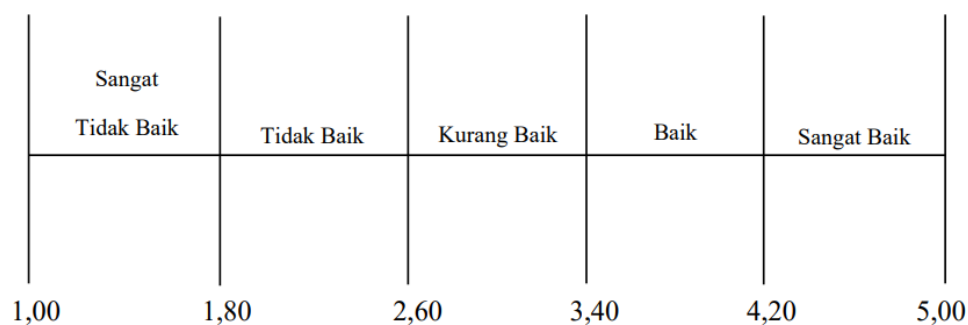 Sangat
Tidak Baik
Tidak Baik
Kurang Baik
Baik
Sangat Baik
1,00
1,80
2,60
3,40
4,20
5,00